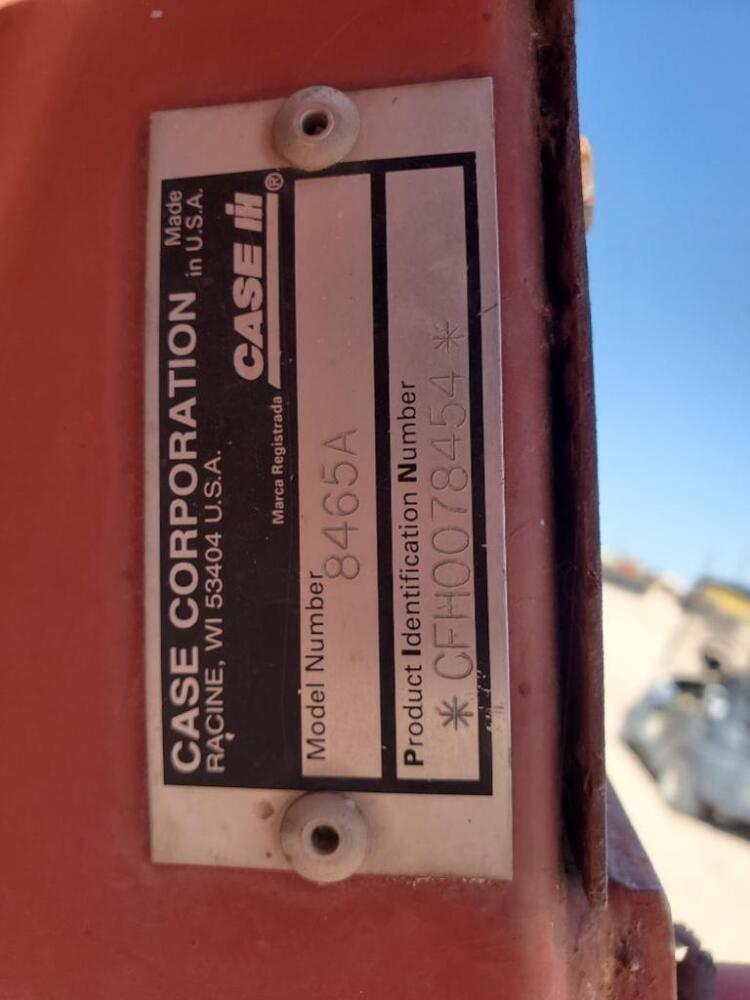 CASE CORPORATION
RACINE, WI 53404 U.S.A.
Made
in U.S.A.
CASE IH ®
Marca Registrada
Model Number
8465A
Product Identification Number
* CFH0078454 *